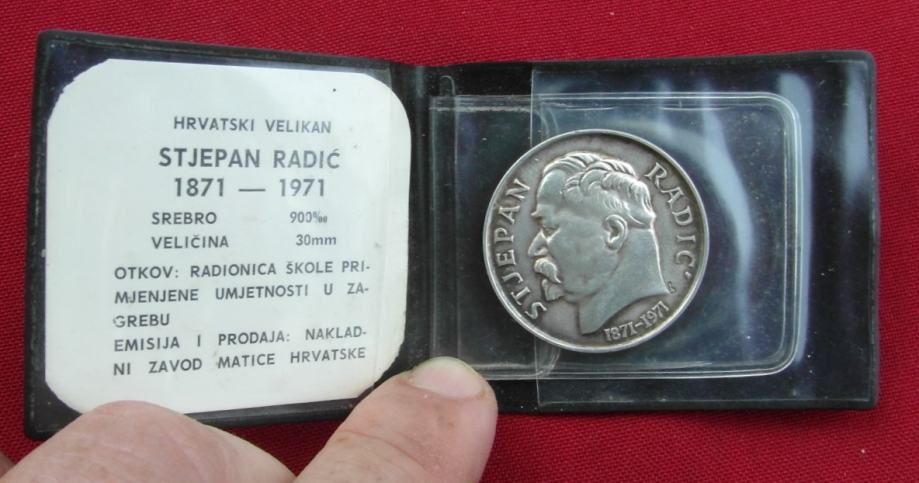 HRVATSKI VELIKAN
STJEPAN RADIĆ
1871 — 1971
SREBRO 900‰
VELIČINA 30mm
OTKOV: RADIONICA ŠKOLE PRI-
MJENJENE UMJETNOSTI U ZA-
GREBU
EMISIJA I PRODAJA: NAKLAD-
NI ZAVOD MATICE HRVATSKE
STJEPAN RADIĆ
1871-1971